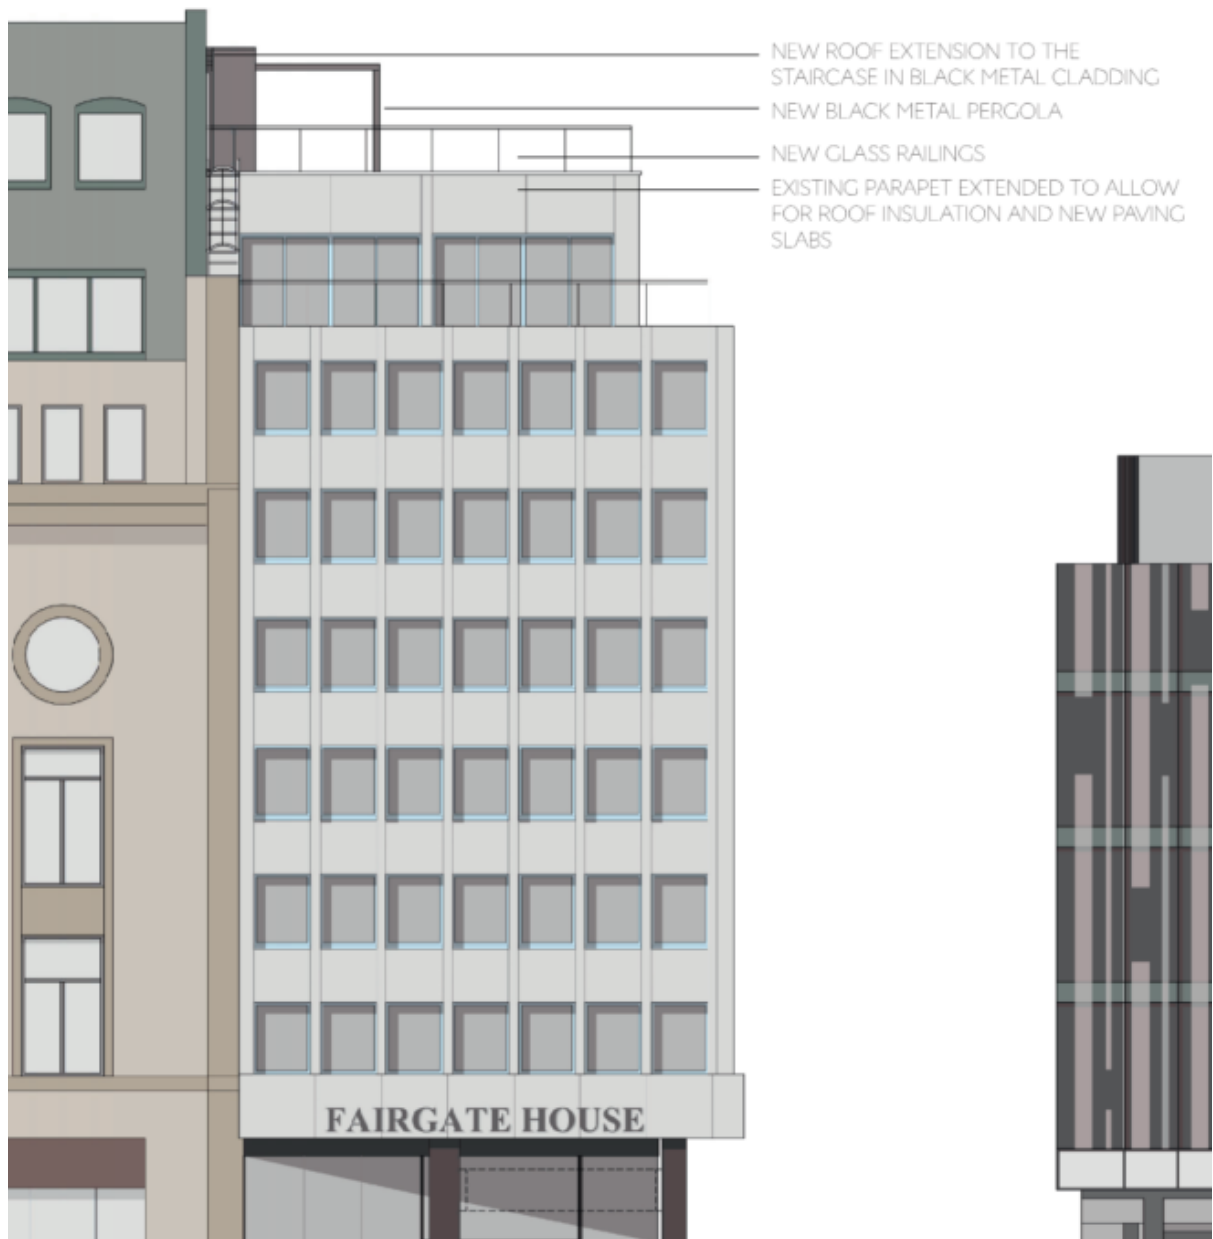 NEW ROOF EXTENSION TO THE
STAIRCASE IN BLACK METAL CLADDING
NEW BLACK METAL PERGOLA
NEW GLASS RAILINGS
EXISTING PARAPET EXTENDED TO ALLOW
FOR ROOF INSULATION AND NEW PAVING
SLABS
FAIRGATE HOUSE